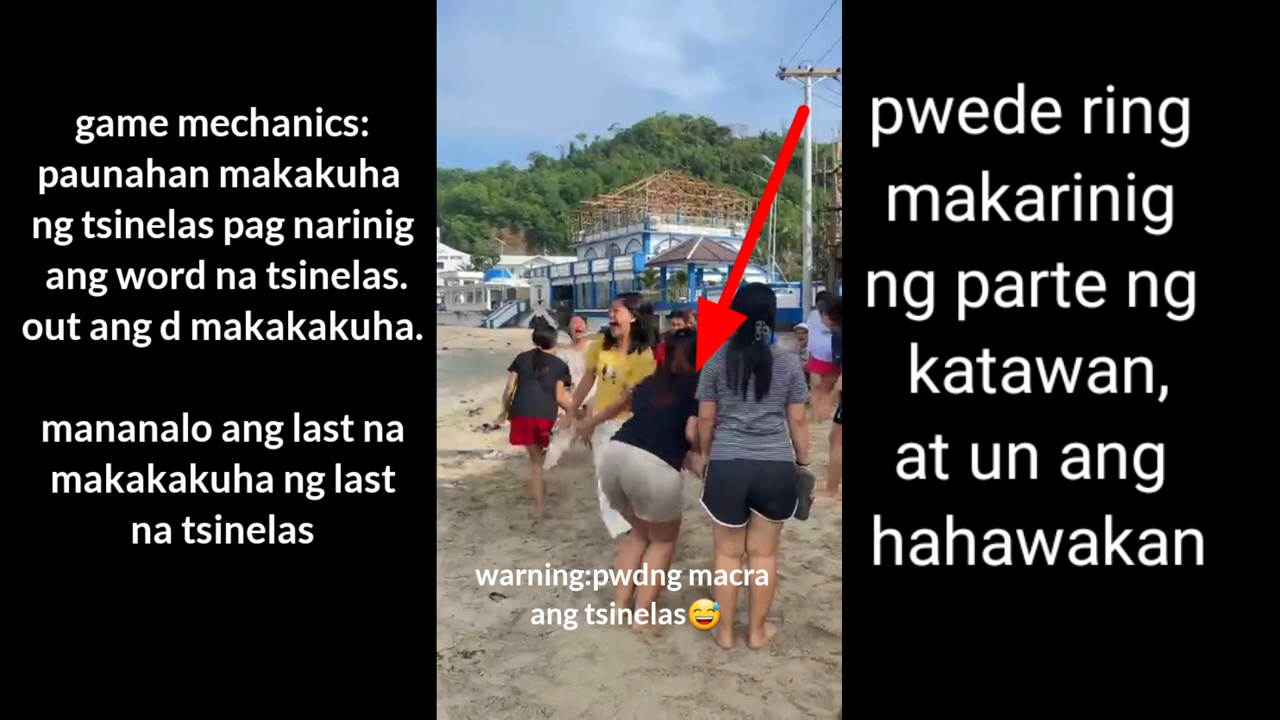 game mechanics:
paunahan makakuha
ng tsinelas pag narinig
ang word na tsinelas.
out ang d makakakuha.
mananalo ang last na
makakakuha ng last
na tsinelas
warning:pwdng macra
ang tsinelas😅
pwede ring
makarinig
ng parte ng
katawan,
at un ang
hahawakan